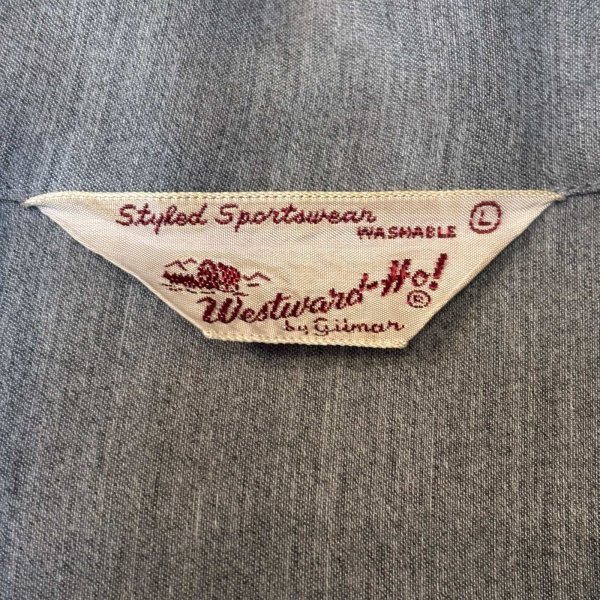 Styled Sportswear
WASHABLE L
Westward-Ho! ®
by Gilmar